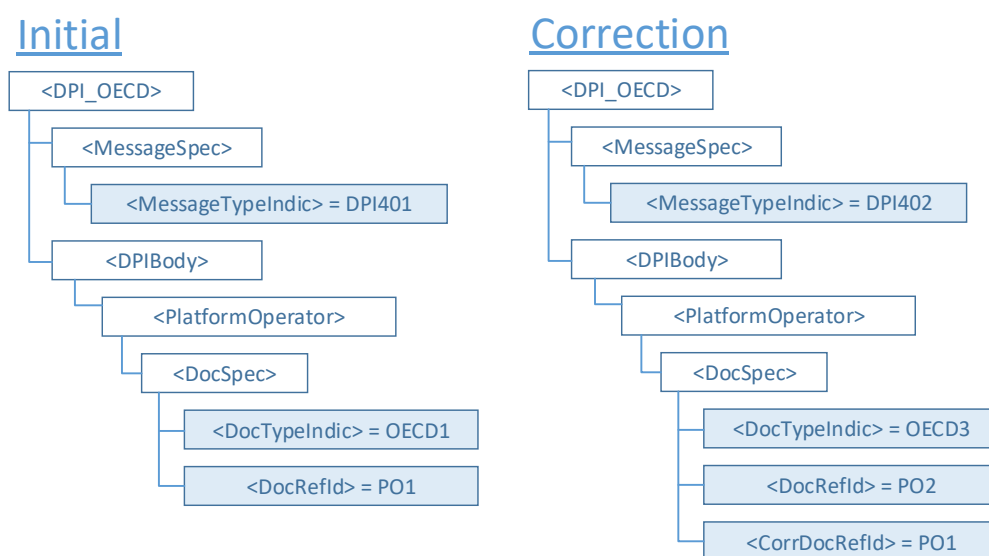 Initial
<DPI_OECD>
<MessageSpec>
<MessageTypeIndic> = DPI401
<DPIBody>
<PlatformOperator>
<DocSpec>
<DocTypeIndic> = OECD1
<DocRefId> = PO1
Correction
<DPI_OECD>
<MessageSpec>
<MessageTypeIndic> = DPI402
<DPIBody>
<PlatformOperator>
<DocSpec>
<DocTypeIndic> = OECD3
<DocRefId> = PO2
<CorrDocRefId> = PO1